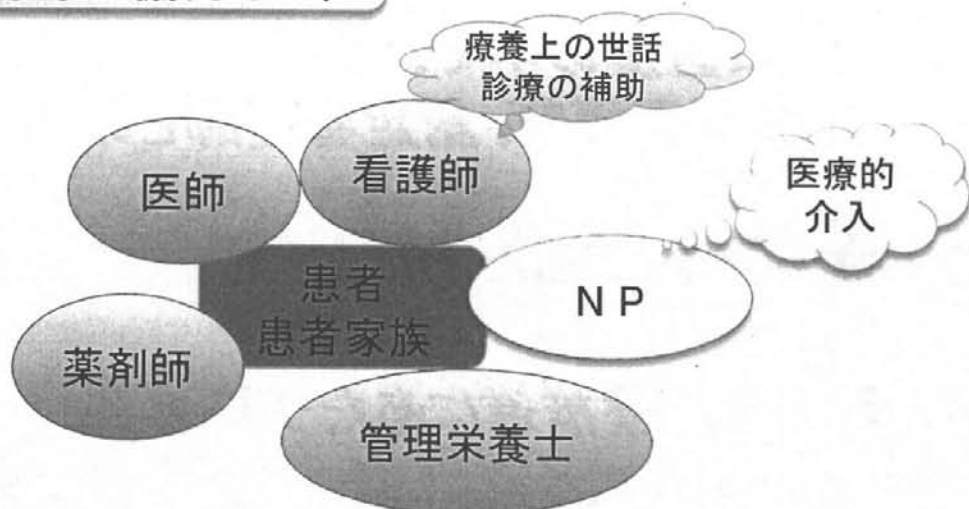 療養上の世話
診療の補助
医師
看護師
医療的
介入
患者
患者家族
NP
薬剤師
管理栄養士